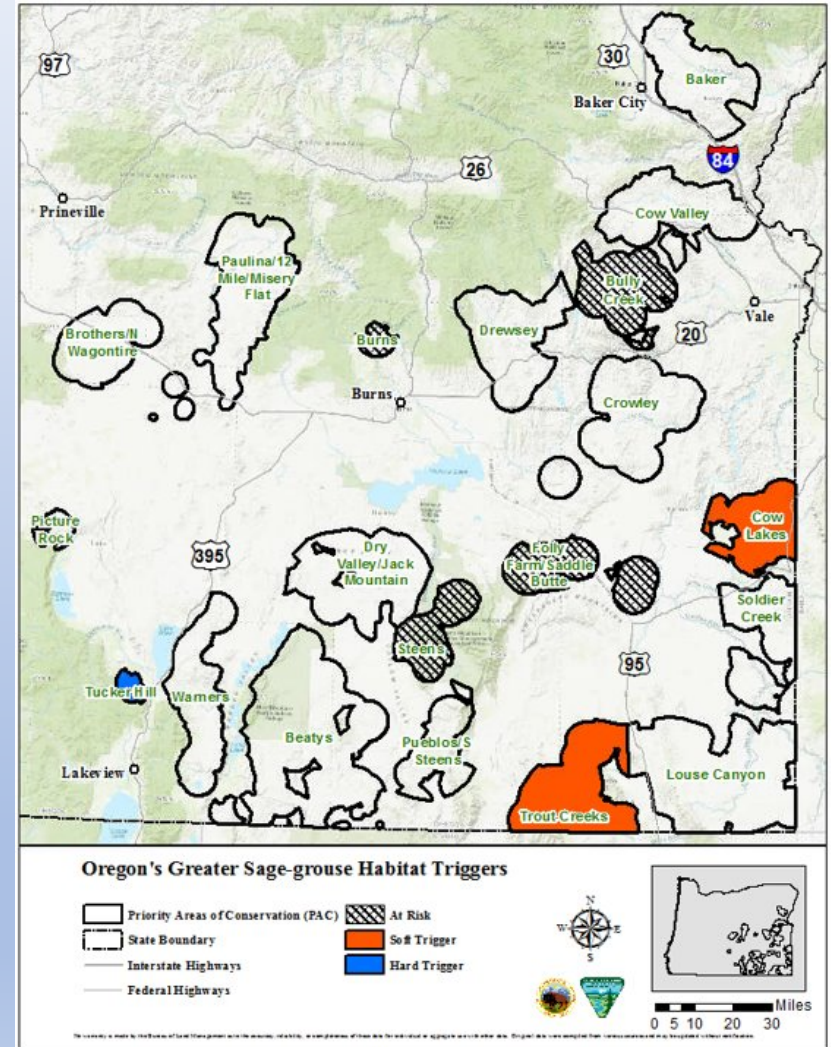 97
30
Baker
Baker City
84
26
Prineville
Cow Valley
Paulina/12
Mile/Misery
Flat
Bully
Creek
Vale
Brothers/N
Wagontire
Burns
Drewsey
20
Burns
Crowley
Picture
Rock
Cow
Lakes
395
Dry
Valley/Jack
Mountain
Folly
Farm/Saddle
Butte
Soldier
Creek
Steens
95
Tucker Hill
Warners
Beatys
Pueblos/S
Steens
Lakeview
Louse Canyon
Trout Creeks
Oregon's Greater Sage-grouse Habitat Triggers
Priority Areas of Conservation (PAC)
At Risk
State Boundary
Soft Trigger
Interstate Highways
Hard Trigger
Federal Highways
N
W E
S
Miles
0 5 10 20 30